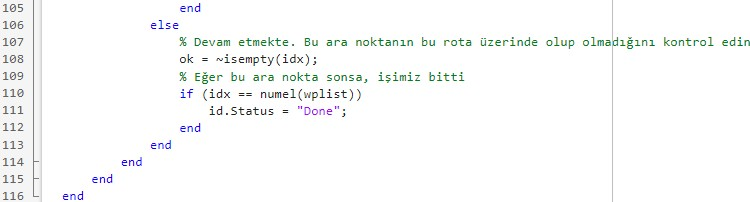 105 end
106 else
107 % Devam etmekte. Bu ara noktanın bu rota üzerinde olup olmadığını kontrol edin
108 ok = ~isempty(idx);
109 % Eğer bu ara nokta sonsa, işimiz bitti
110 if (idx == numel(wplist))
111 id.Status = "Done";
112 end
113 end
114 end
115 end
116 end